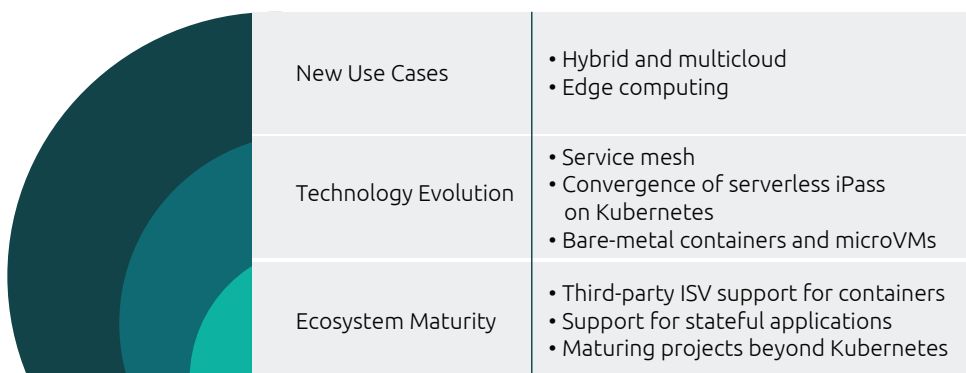 New Use Cases
• Hybrid and multicloud
• Edge computing
Technology Evolution
• Service mesh
• Convergence of serverless iPass
on Kubernetes
• Bare-metal containers and microVMs
Ecosystem Maturity
• Third-party ISV support for containers
• Support for stateful applications
• Maturing projects beyond Kubernetes